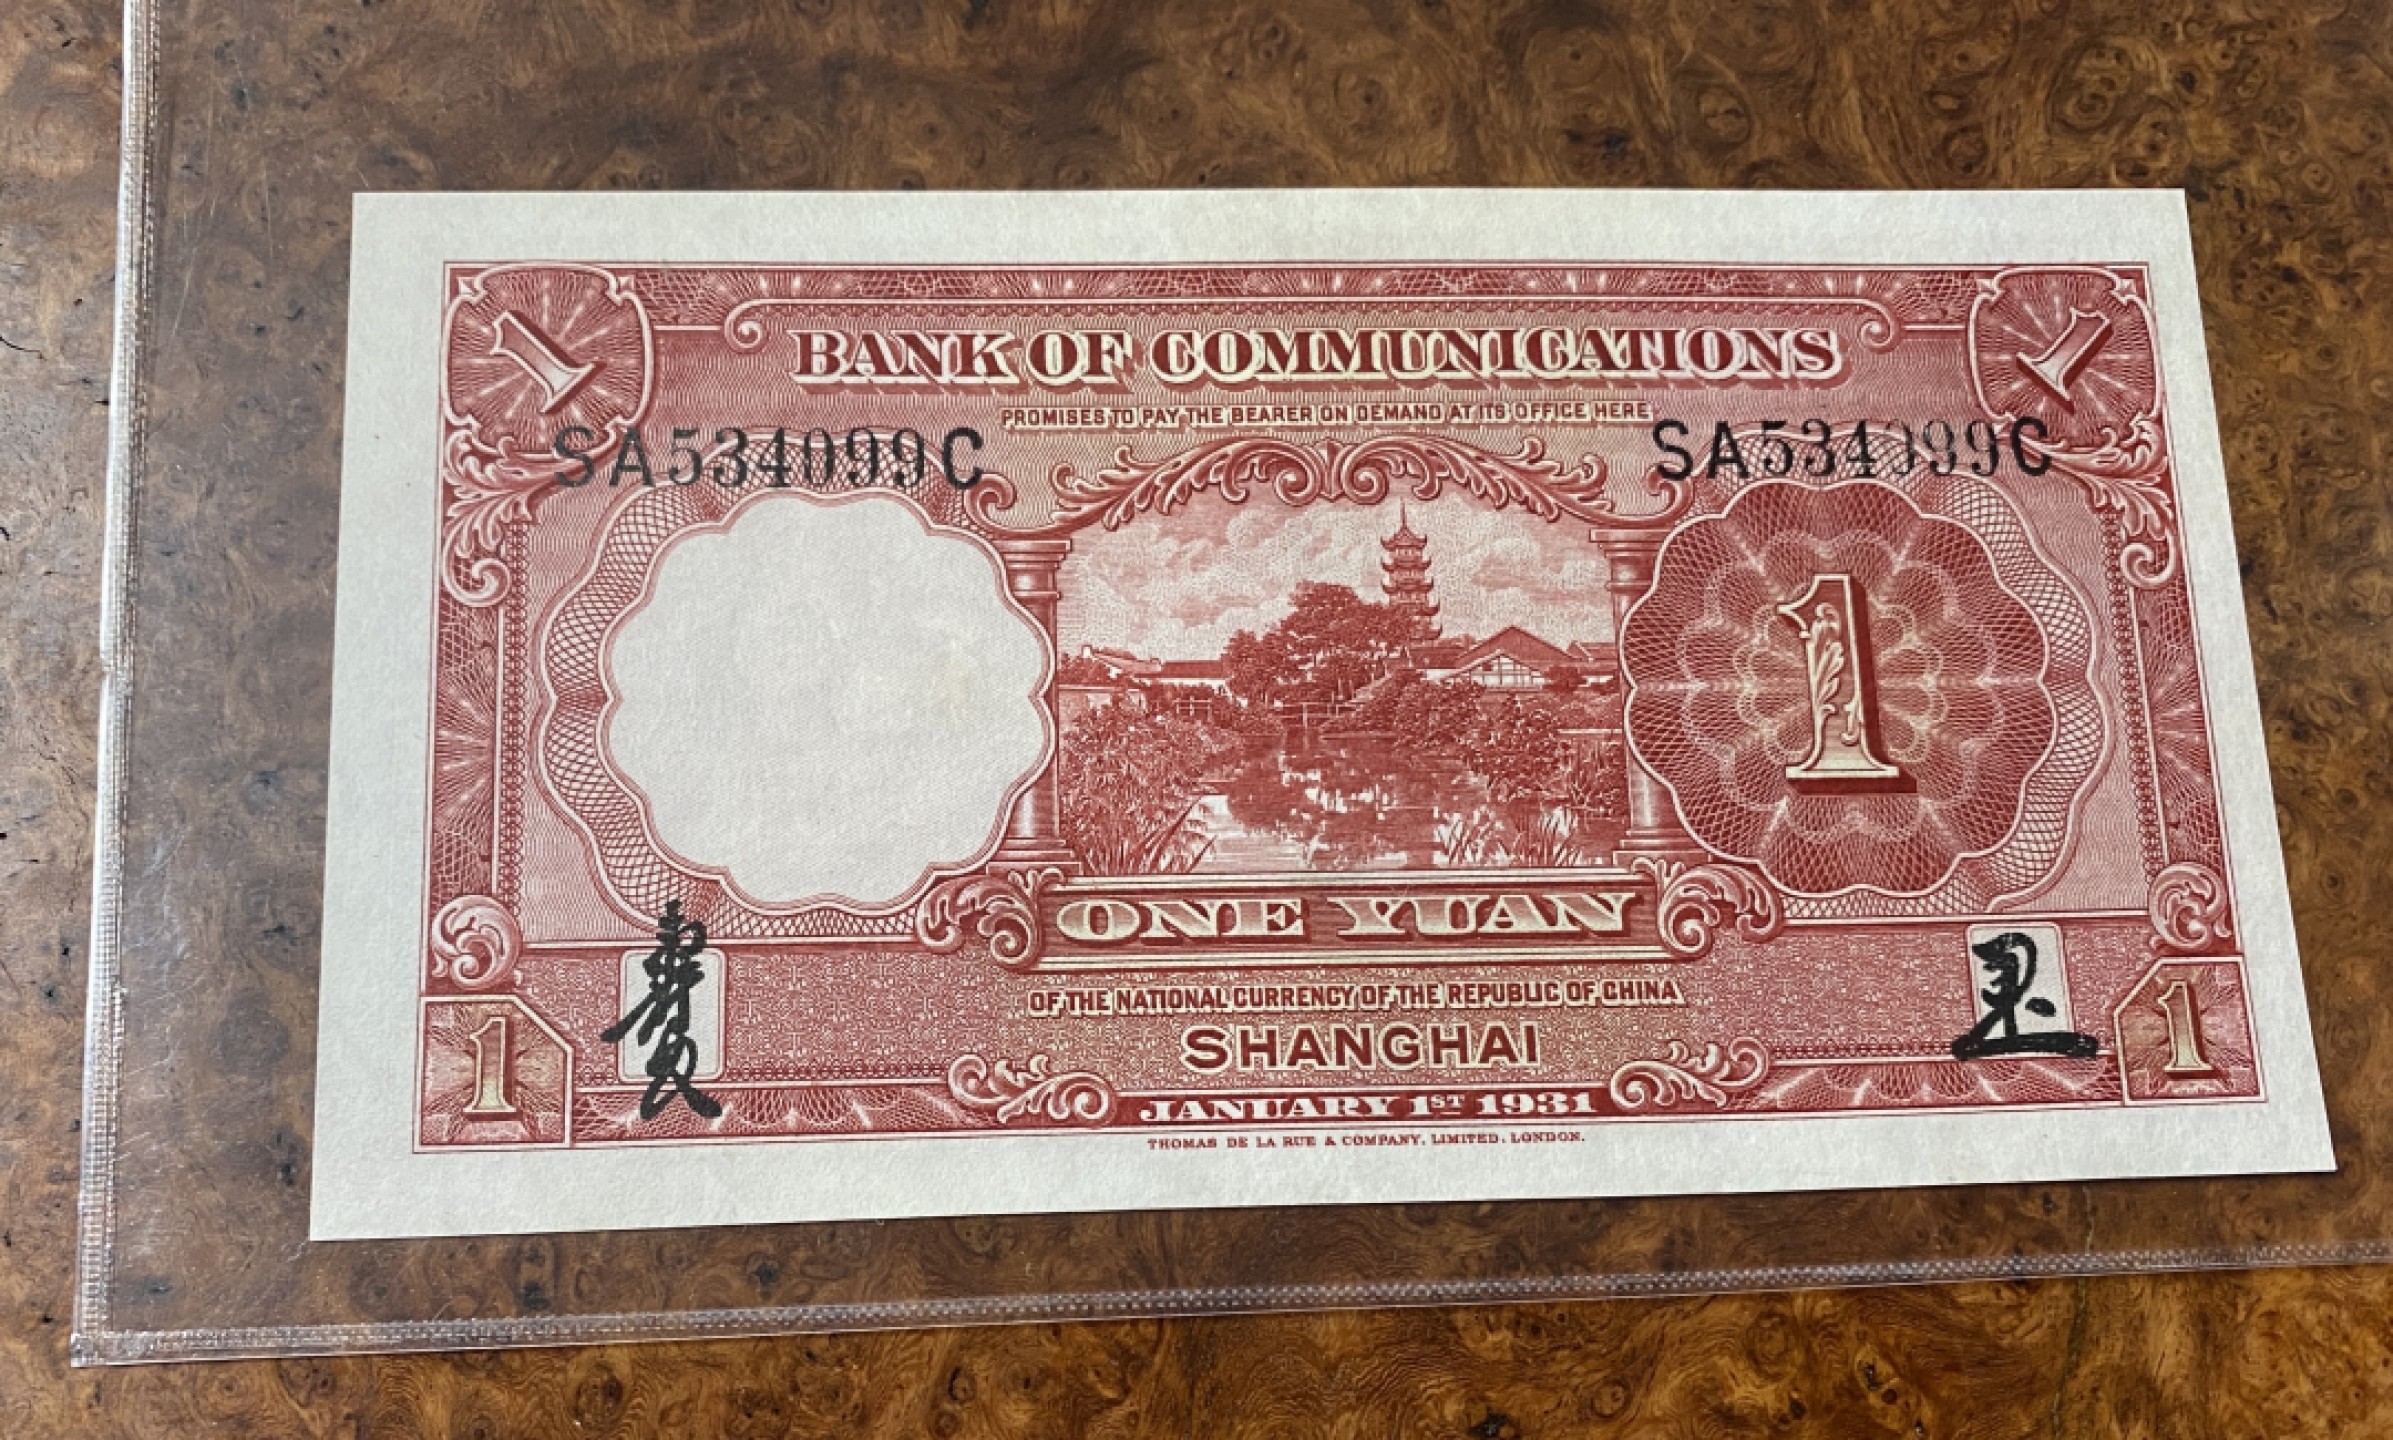 1 1
BANK OF COMMUNICATIONS
PROMISES TO PAY THE BEARER ON DEMAND AT ITS OFFICE HERE
SA534099C SA534099C
1
ONE YUAN
OF THE NATIONAL CURRENCY OF THE REPUBLIC OF CHINA
SHANGHAI
1 1
JANUARY 1ST 1931
THOMAS DE LA RUE & COMPANY, LIMITED, LONDON.